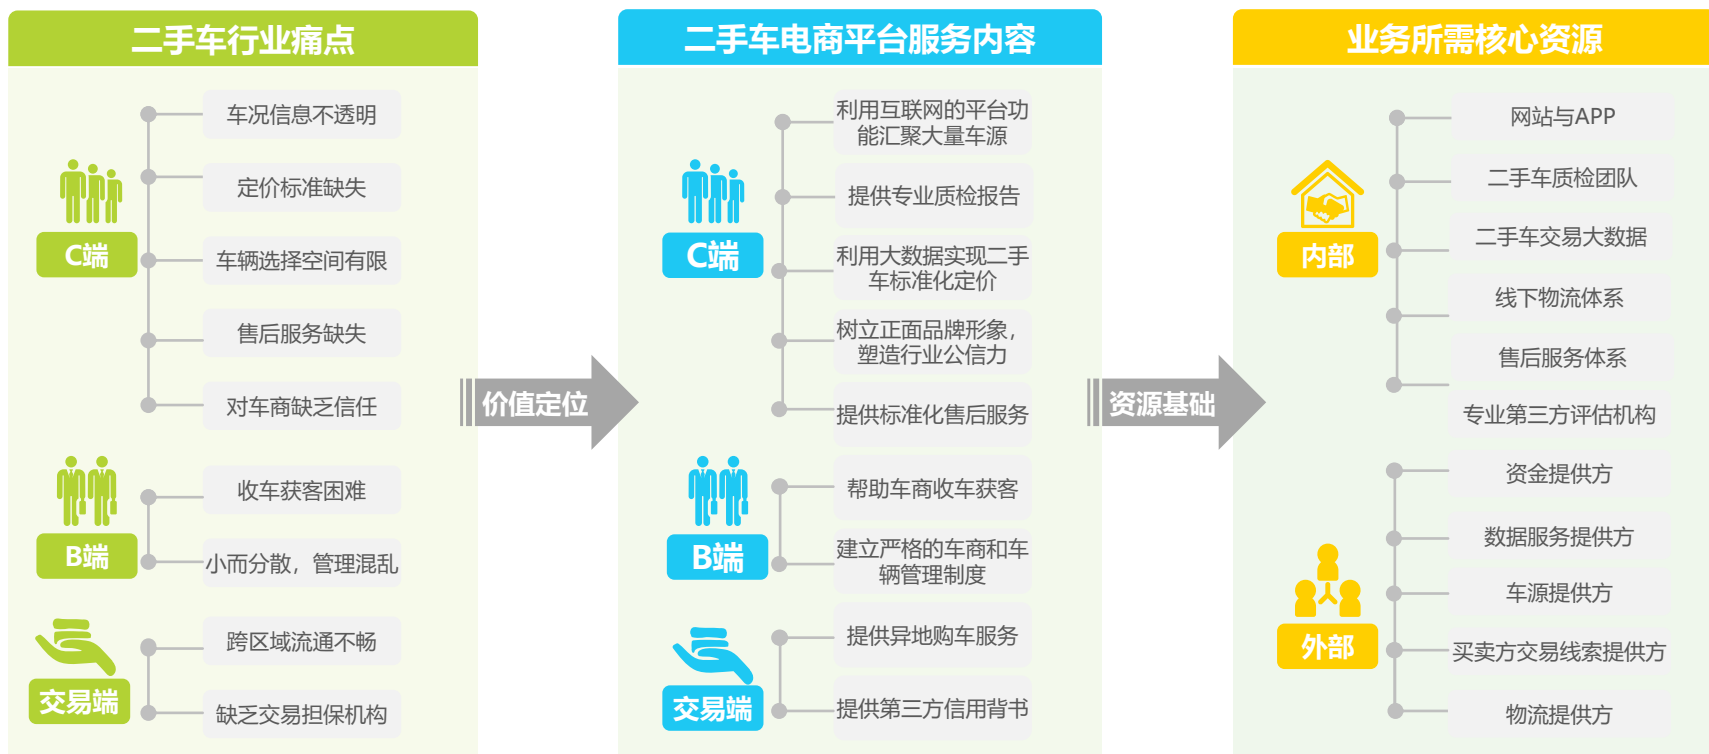 二手车行业痛点
C端
车况信息不透明
定价标准缺失
车辆选择空间有限
售后服务缺失
对车商缺乏信任
B端
收车获客困难
小而分散，管理混乱
交易端
跨区域流通不畅
缺乏交易担保机构
价值定位
二手车电商平台服务内容
C端
利用互联网的平台功
能汇聚大量车源
提供专业质检报告
利用大数据实现二手
车标准化定价
树立正面品牌形象，
塑造行业公信力
提供标准化售后服务
B端
帮助车商收车获客
建立严格的车商和车
辆管理制度
交易端
提供异地购车服务
提供第三方信用背书
资源基础
业务所需核心资源
内部
网站与APP
二手车质检团队
二手车交易大数据
线下物流体系
售后服务体系
专业第三方评估机构
外部
资金提供方
数据服务提供方
车源提供方
买卖方交易线索提供方
物流提供方